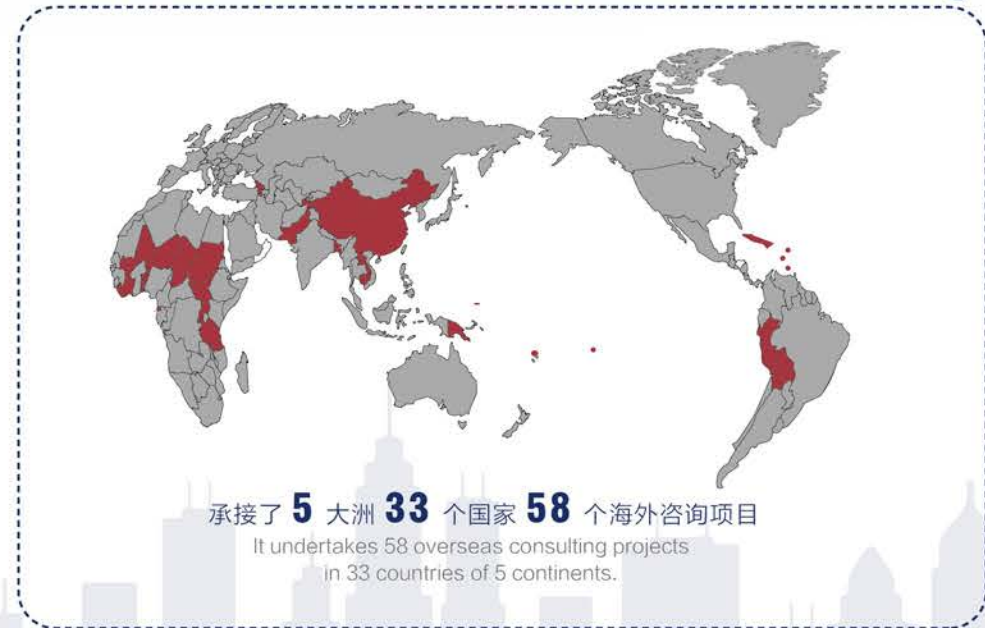 承接了 5 大洲 33 个国家 58 个海外咨询项目
It undertakes 58 overseas consulting projects
in 33 countries of 5 continents.